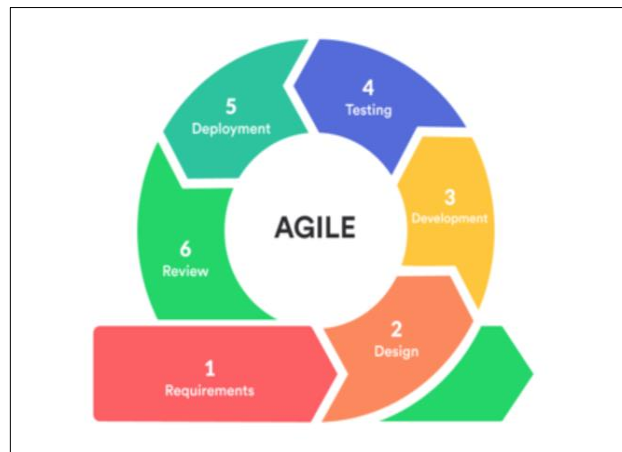 AGILE
1
Requirements
2
Design
3
Development
4
Testing
5
Deployment
6
Review